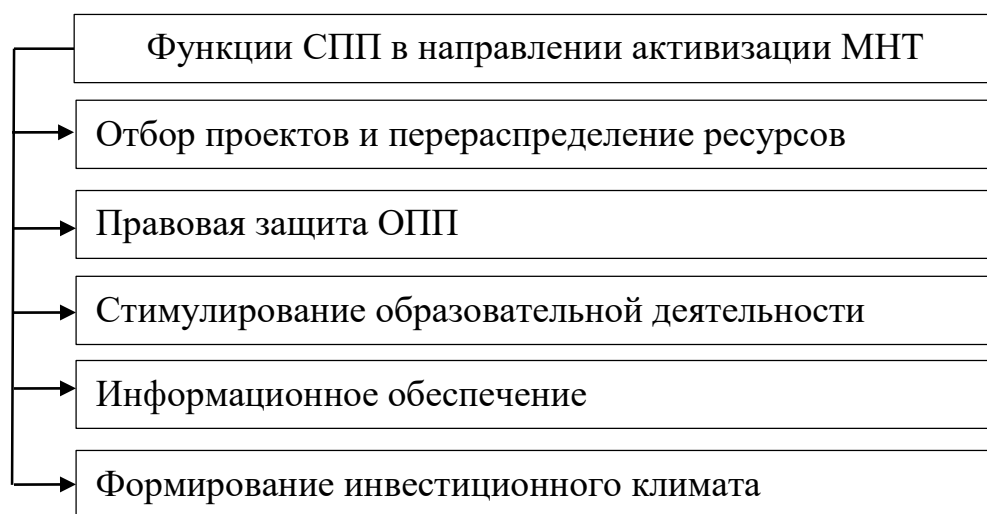 Функции СПП в направлении активизации МНТ
Отбор проектов и перераспределение ресурсов
Правовая защита ОПП
Стимулирование образовательной деятельности
Информационное обеспечение
Формирование инвестиционного климата